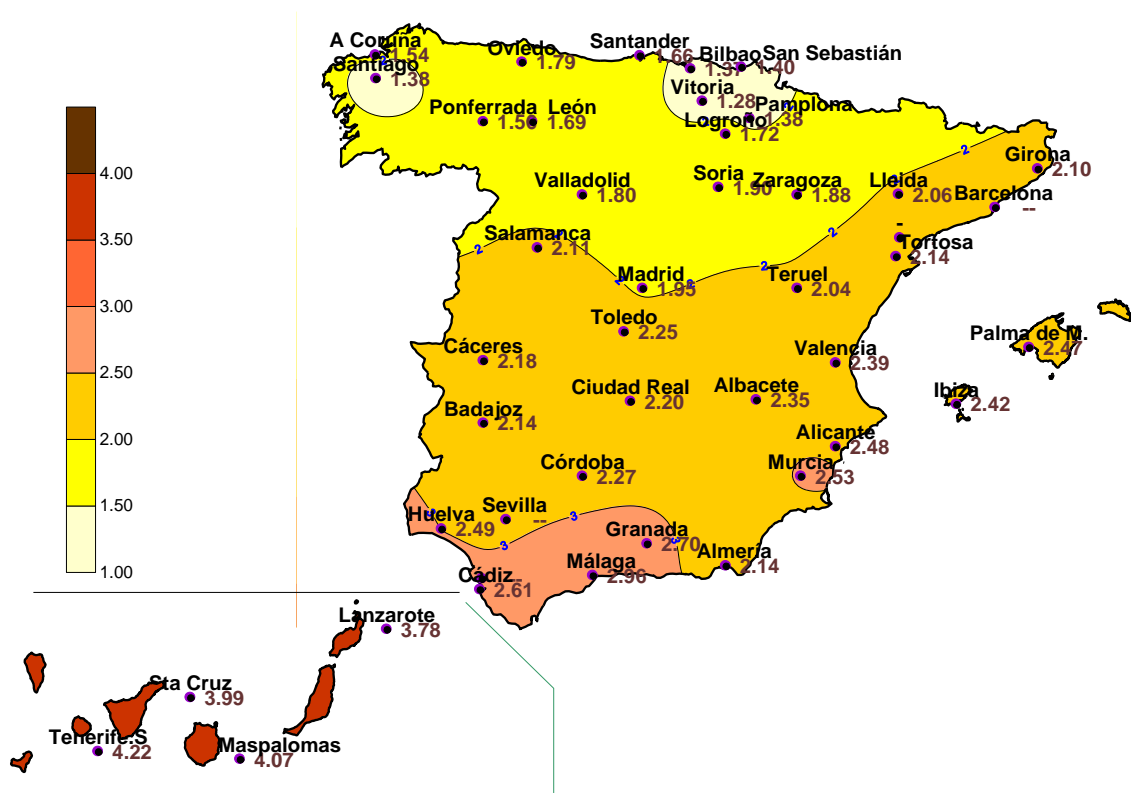 A Coruña
1.54
Santiago
1.38
Oviedo
1.79
Santander
1.66
Bilbao
1.37
San Sebastián
1.40
Vitoria
1.28
Pamplona
1.38
Logroño
1.72
Ponferrada
León
1.69
Valladolid
1.80
Soria
1.90
Zaragoza
1.88
Lleida
2.06
Girona
2.10
Barcelona
--
-
Tortosa
2.14
Salamanca
2.11
Madrid
1.95
Teruel
2.04
Toledo
2.25
Cáceres
2.18
Valencia
2.39
Palma de M.
2.47
Ibiza
2.42
Ciudad Real
2.20
Albacete
2.35
Badajoz
2.14
Alicante
2.48
Murcia
2.53
Córdoba
2.27
Sevilla
--
Huelva
2.49
Granada
2.70
Almería
2.14
Málaga
2.96
Cádiz
--
2.61
4.00
3.50
3.00
2.50
2.00
1.50
1.00
2
2
2
2
3
3
Lanzarote
3.78
Sta Cruz
3.99
Tenerife.S
4.22
Maspalomas
4.07